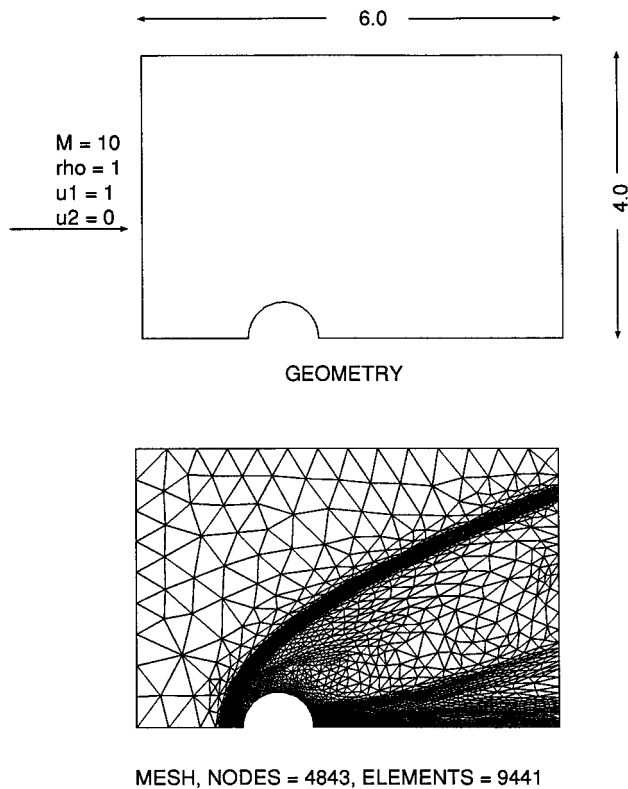 6.0
M = 10
rho = 1
u1 = 1
u2 = 0
4.0
GEOMETRY
MESH, NODES = 4843, ELEMENTS = 9441